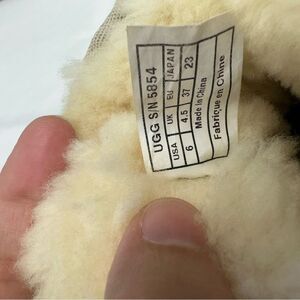 UGG S/N 5854
USA UK EU JAPAN
6 4.5 37 23
Made in China
Fabriqué en Chine